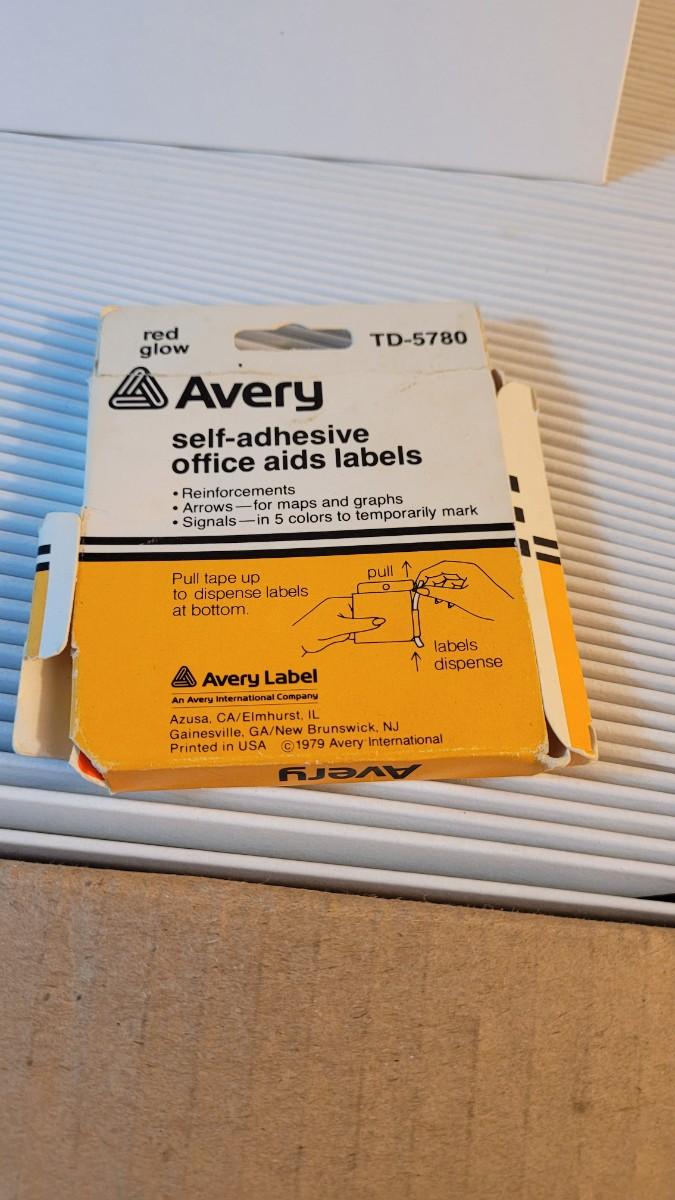 red
glow
TD-5780
Avery
self-adhesive
office aids labels
• Reinforcements
• Arrows—for maps and graphs
• Signals—in 5 colors to temporarily mark
Pull tape up
to dispense labels
at bottom.
pull
labels
dispense
Avery Label
An Avery International Company
Azusa, CA/Elmhurst, IL
Gainesville, GA/New Brunswick, NJ
Printed in USA ©1979 Avery International
Avery